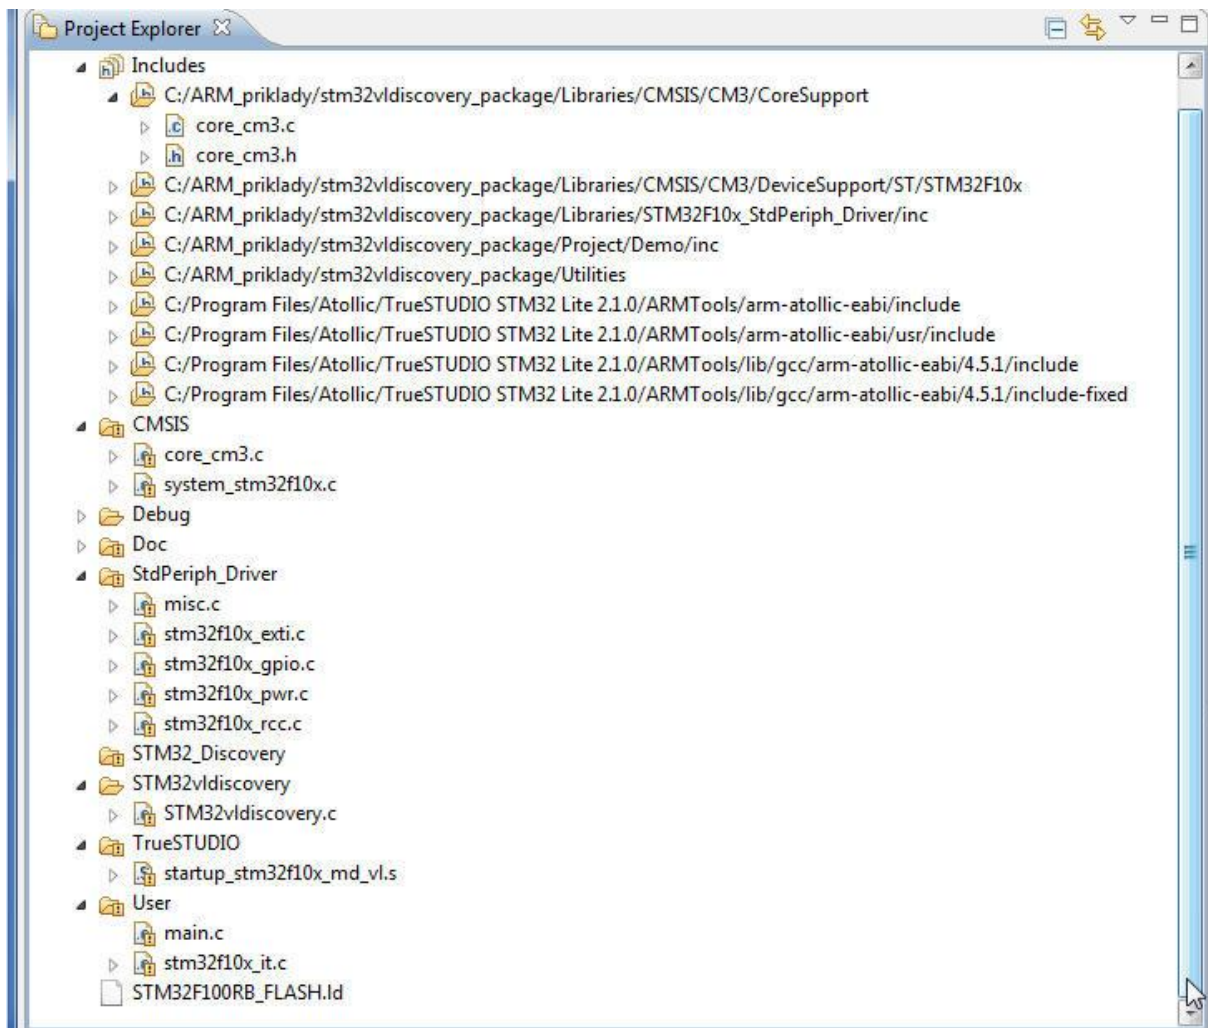 Project Explorer
Includes
C:/ARM_priklady/stm32vldiscovery_package/Libraries/CMSIS/CM3/CoreSupport
core_cm3.c
core_cm3.h
C:/ARM_priklady/stm32vldiscovery_package/Libraries/CMSIS/CM3/DeviceSupport/ST/STM32F10x
C:/ARM_priklady/stm32vldiscovery_package/Libraries/STM32F10x_StdPeriph_Driver/inc
C:/ARM_priklady/stm32vldiscovery_package/Project/Demo/inc
C:/ARM_priklady/stm32vldiscovery_package/Utilities
C:/Program Files/Atollic/TrueSTUDIO STM32 Lite 2.1.0/ARMTools/arm-atollic-eabi/include
C:/Program Files/Atollic/TrueSTUDIO STM32 Lite 2.1.0/ARMTools/arm-atollic-eabi/usr/include
C:/Program Files/Atollic/TrueSTUDIO STM32 Lite 2.1.0/ARMTools/lib/gcc/arm-atollic-eabi/4.5.1/include
C:/Program Files/Atollic/TrueSTUDIO STM32 Lite 2.1.0/ARMTools/lib/gcc/arm-atollic-eabi/4.5.1/include-fixed
CMSIS
core_cm3.c
system_stm32f10x.c
Debug
Doc
StdPeriph_Driver
misc.c
stm32f10x_exti.c
stm32f10x_gpio.c
stm32f10x_pwr.c
stm32f10x_rcc.c
STM32_Discovery
STM32vldiscovery
STM32vldiscovery.c
TrueSTUDIO
startup_stm32f10x_md_vl.s
User
main.c
stm32f10x_it.c
STM32F100RB_FLASH.ld